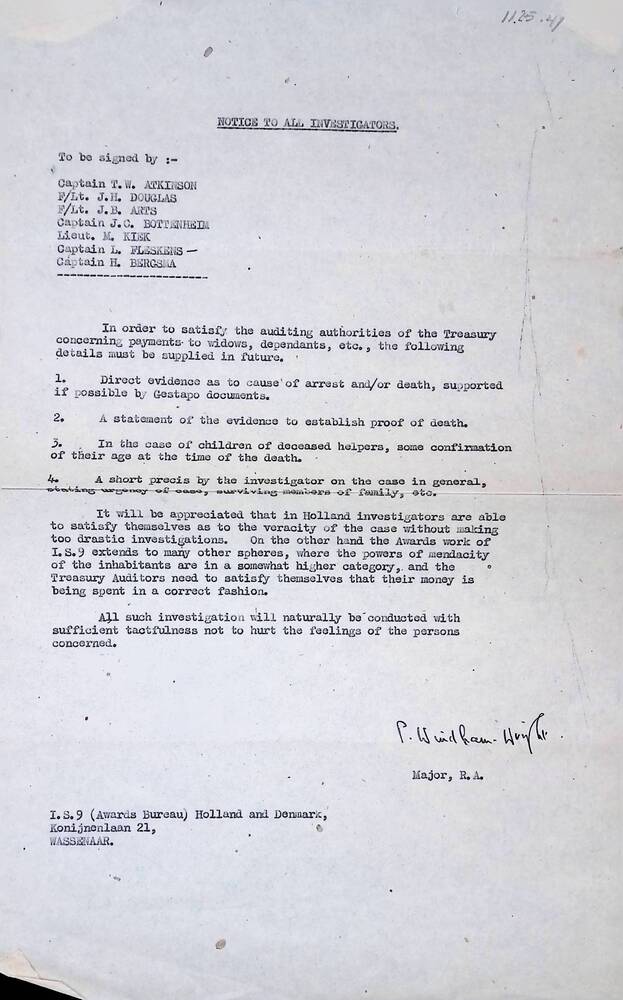 11.25.41
NOTICE TO ALL INVESTIGATORS.
To be signed by :-
Captain T.W. ATKINSON
F/Lt. J.H. DOUGLAS
F/Lt. J.B. ARTS
Captain J.C. BOTTENHEIM
Lieut. M. KIEK
Captain L. FLESKENS —
Captain H. BERGSMA
------------------------
In order to satisfy the auditing authorities of the Treasury
concerning payments to widows, dependants, etc., the following
details must be supplied in future.
1. Direct evidence as to cause of arrest and/or death, supported
if possible by Gestapo documents.
2. A statement of the evidence to establish proof of death.
3. In the case of children of deceased helpers, some confirmation
of their age at the time of the death.
4. A short precis by the investigator on the case in general,
stating urgency of case, surviving members of family, etc.
It will be appreciated that in Holland investigators are able
to satisfy themselves as to the veracity of the case without making
too drastic investigations. On the other hand the Awards work of
I.S.9 extends to many other spheres, where the powers of mendacity
of the inhabitants are in a somewhat higher category, and the
Treasury Auditors need to satisfy themselves that their money is
being spent in a correct fashion.
All such investigation will naturally be conducted with
sufficient tactfulness not to hurt the feelings of the persons
concerned.
P. Windham-Wright.
Major, R.A.
I.S.9 (Awards Bureau) Holland and Denmark,
Konijnenlaan 21,
WASSENAAR.